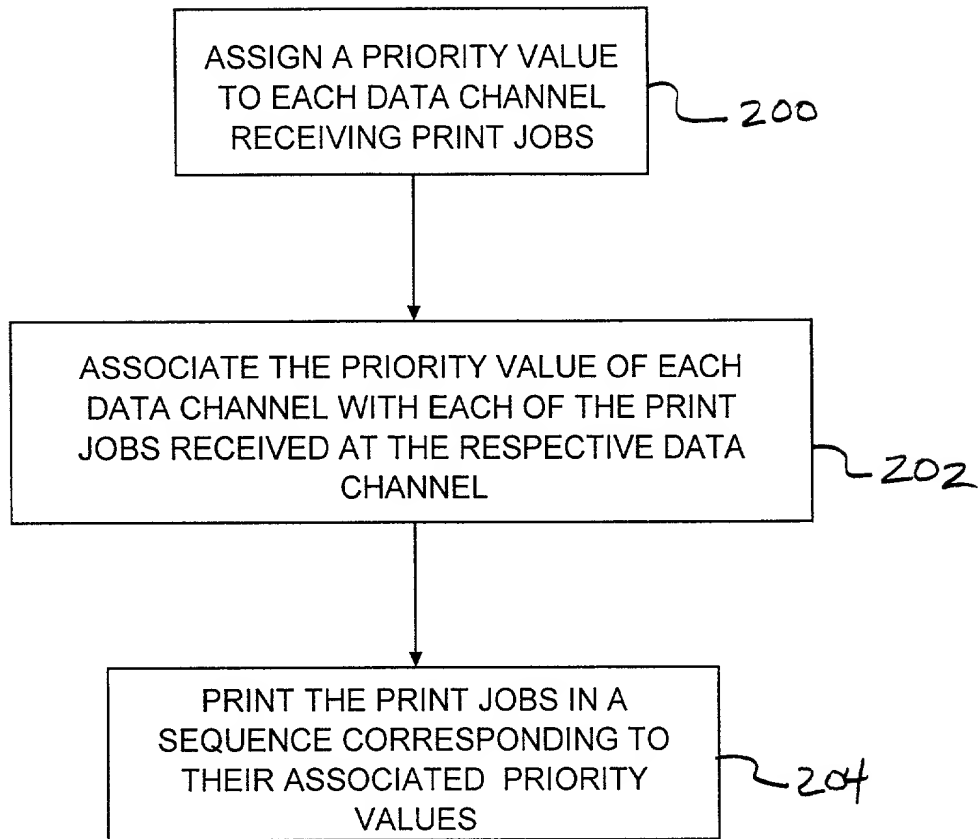 ASSIGN A PRIORITY VALUE
TO EACH DATA CHANNEL
RECEIVING PRINT JOBS
200
ASSOCIATE THE PRIORITY VALUE OF EACH
DATA CHANNEL WITH EACH OF THE PRINT
JOBS RECEIVED AT THE RESPECTIVE DATA
CHANNEL
202
PRINT THE PRINT JOBS IN A
SEQUENCE CORRESPONDING TO
THEIR ASSOCIATED PRIORITY
VALUES
204